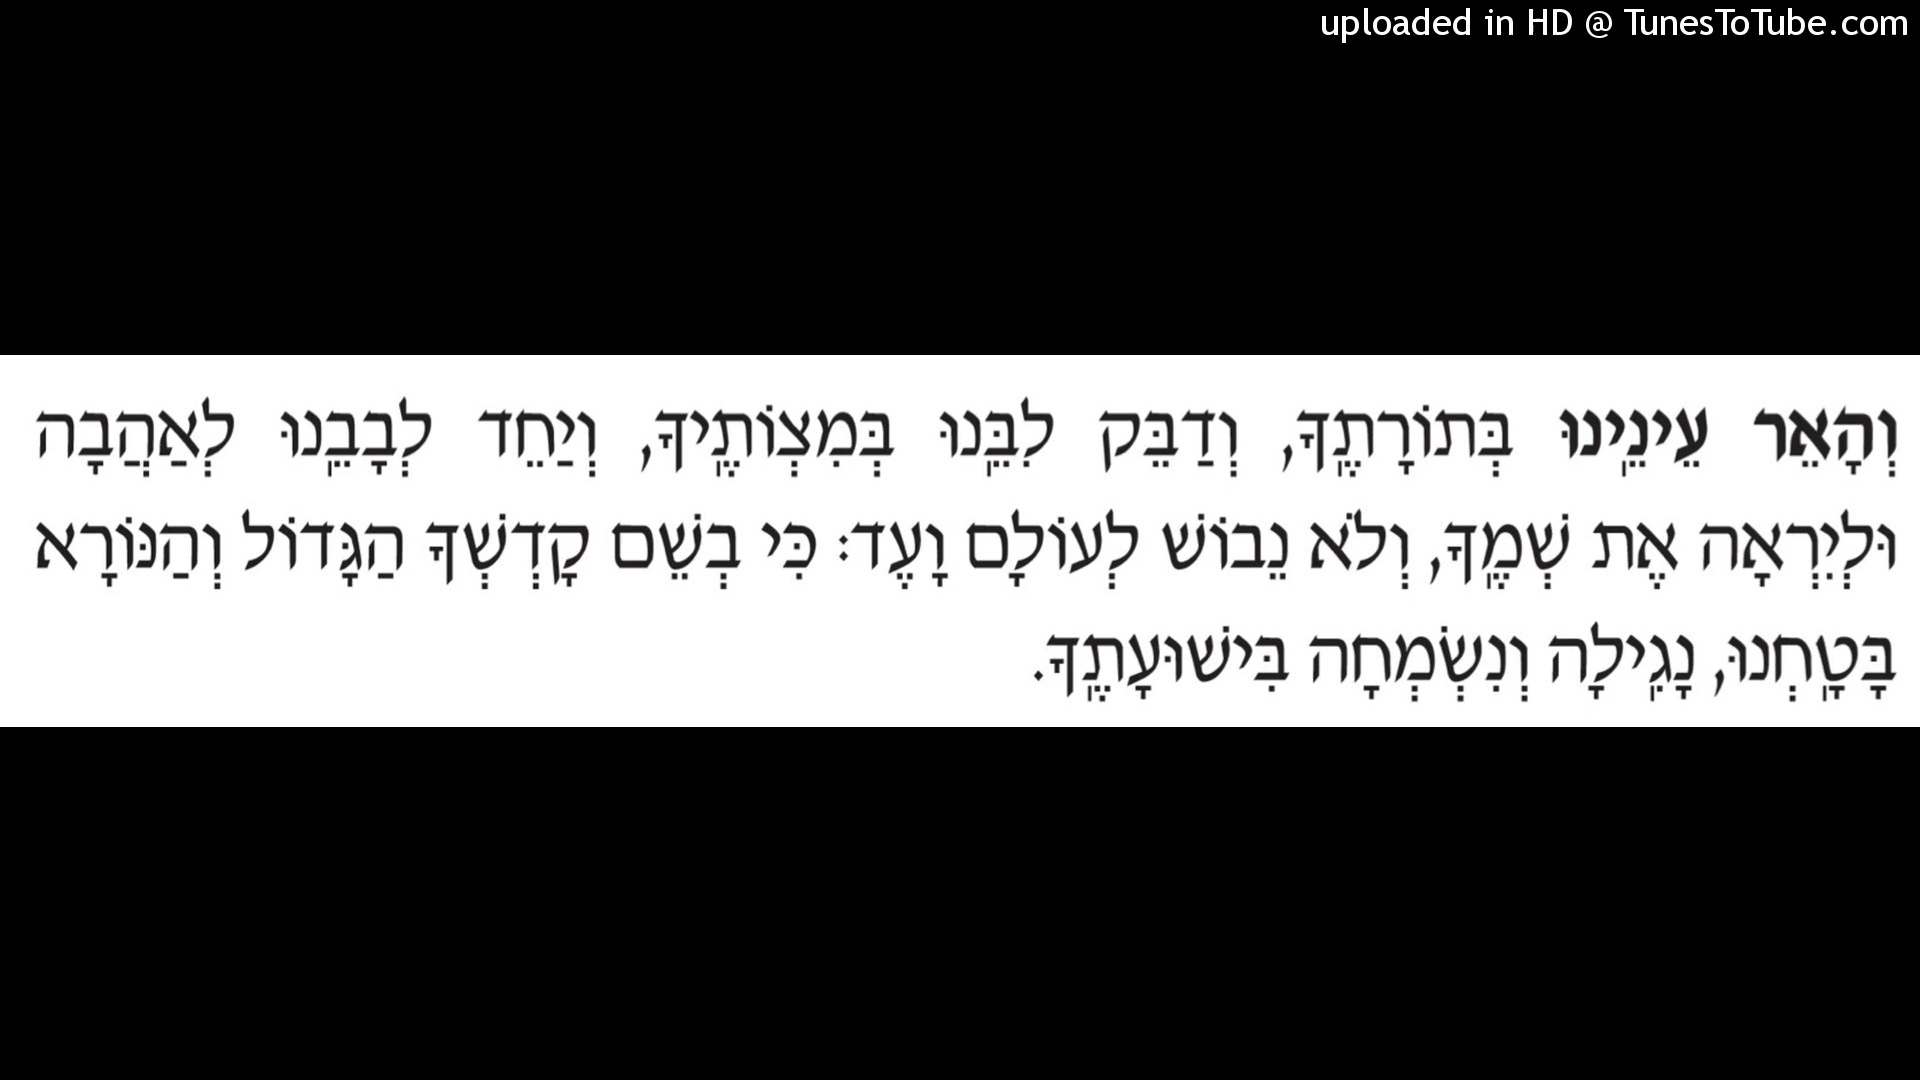 uploaded in HD @ TunesToTube.com
וְהָאֵר עֵינֵֽינוּ בְּתוֹרָתֶֽךָ, וְדַבֵּק לִבֵּֽנוּ בְּמִצְוֹתֶֽיךָ, וְיַחֵד לְבָבֵֽנוּ לְאַהֲבָה
וּלְיִרְאָה אֶת שְׁמֶֽךָ, וְלֹא נֵבוֹשׁ לְעוֹלָם וָעֶד: כִּי בְשֵׁם קָדְשְׁךָ הַגָּדוֹל וְהַנּוֹרָא
בָּטָֽחְנוּ, נָגִֽילָה וְנִשְׂמְחָה בִּישׁוּעָתֶֽךָ.